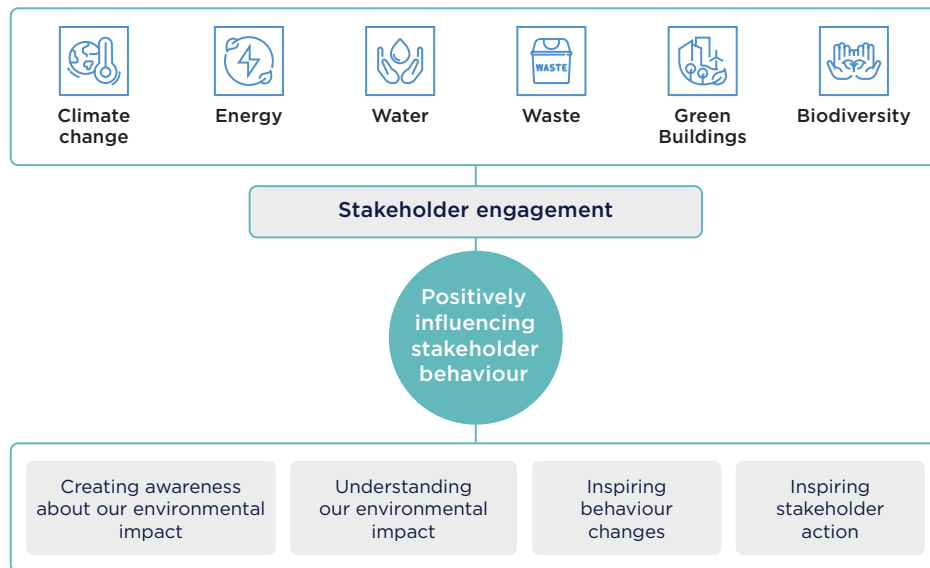 WASTE
Climate
change
Energy
Water
Waste
Green
Buildings
Biodiversity
Stakeholder engagement
Positively
influencing
stakeholder
behaviour
Creating awareness
about our environmental
impact
Understanding
our environmental
impact
Inspiring
behaviour
changes
Inspiring
stakeholder
action